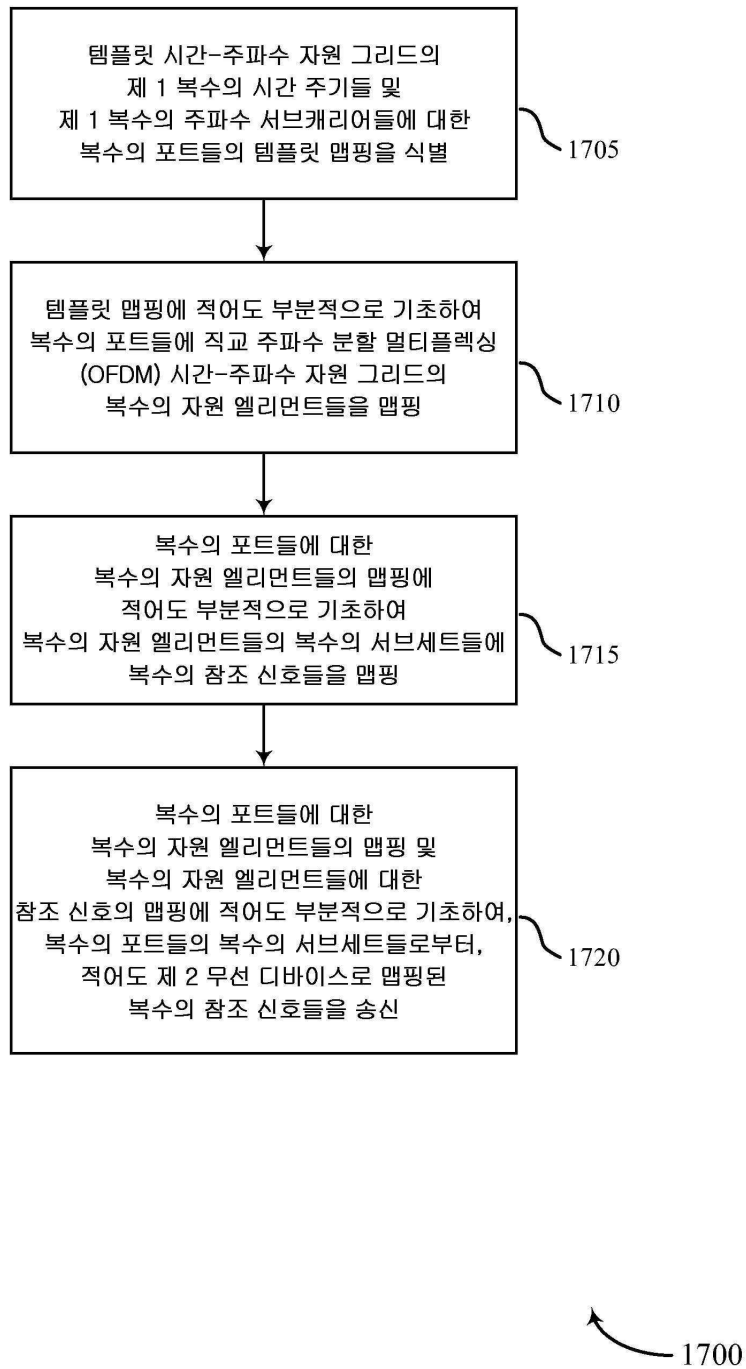 템플릿 시간-주파수 자원 그리드의
제 1 복수의 시간 주기들 및
제 1 복수의 주파수 서브캐리어들에 대한
복수의 포트들의 템플릿 맵핑을 식별
1705
템플릿 맵핑에 적어도 부분적으로 기초하여
복수의 포트들에 직교 주파수 분할 멀티플렉싱
(OFDM) 시간-주파수 자원 그리드의
복수의 자원 엘리먼트들을 맵핑
1710
복수의 포트들에 대한
복수의 자원 엘리먼트들의 맵핑에
적어도 부분적으로 기초하여
복수의 자원 엘리먼트들의 복수의 서브세트들에
복수의 참조 신호들을 맵핑
1715
복수의 포트들에 대한
복수의 자원 엘리먼트들의 맵핑 및
복수의 자원 엘리먼트들에 대한
참조 신호의 맵핑에 적어도 부분적으로 기초하여,
복수의 포트들의 복수의 서브세트들로부터,
적어도 제 2 무선 디바이스로 맵핑된
복수의 참조 신호들을 송신
1720
1700